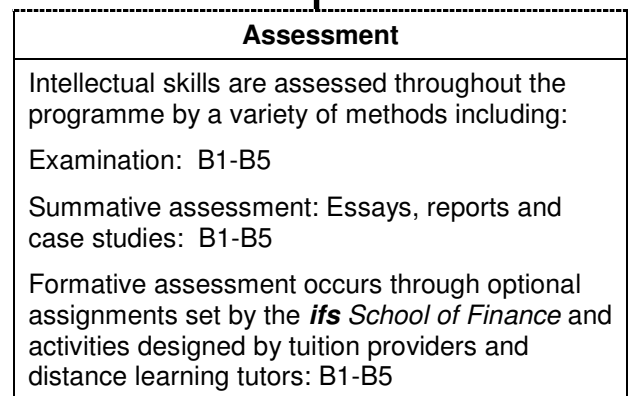 Assessment
Intellectual skills are assessed throughout the
programme by a variety of methods including:
Examination:  B1-B5
Summative assessment: Essays, reports and
case studies:  B1-B5
Formative assessment occurs through optional
assignments set by the ifs School of Finance and
activities designed by tuition providers and
distance learning tutors: B1-B5